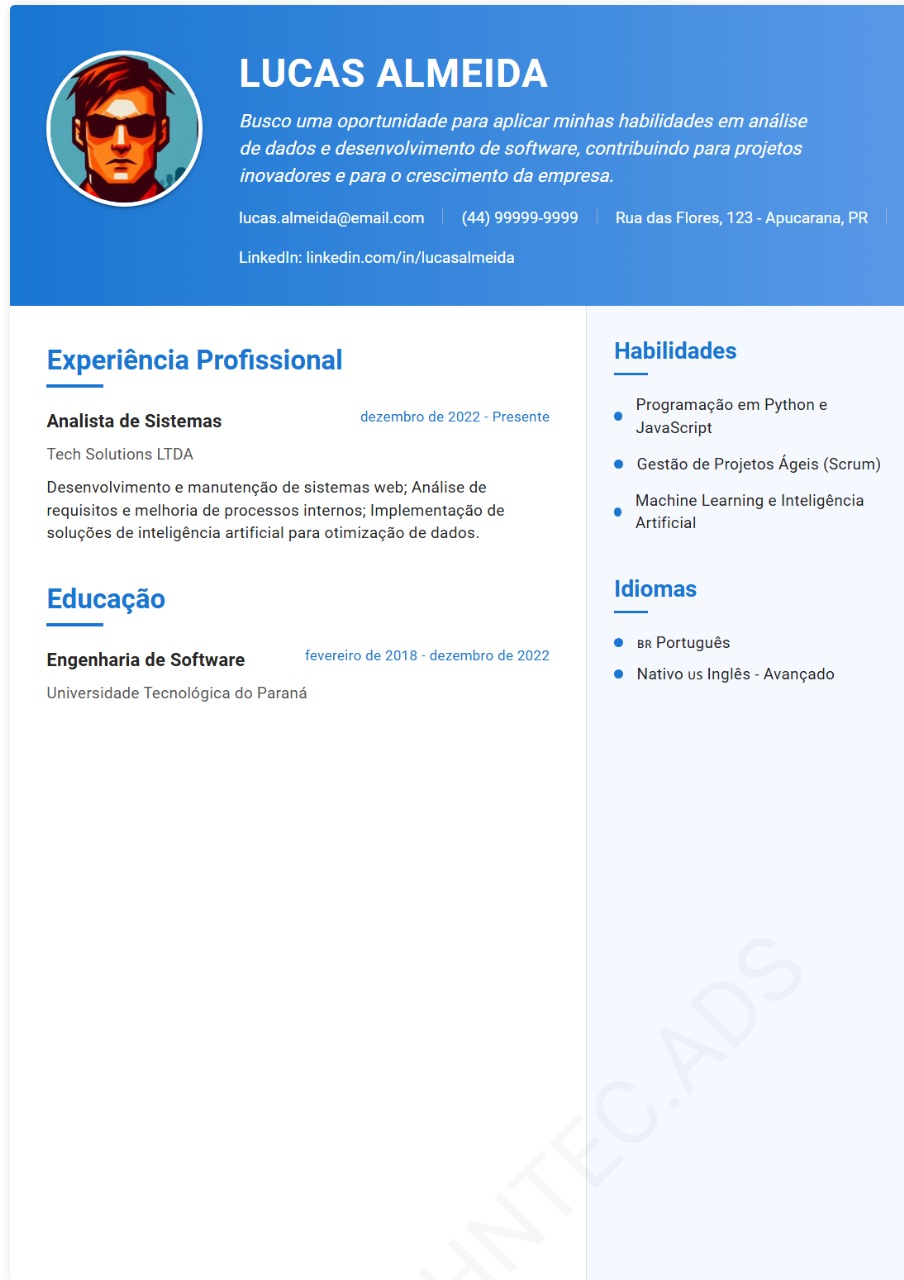 LUCAS ALMEIDA
Busco uma oportunidade para aplicar minhas habilidades em análise
de dados e desenvolvimento de software, contribuindo para projetos
inovadores e para o crescimento da empresa.
lucas.almeida@email.com (44) 99999-9999 Rua das Flores, 123 - Apucarana, PR
LinkedIn: linkedin.com/in/lucasalmeida
Experiência Profissional
Analista de Sistemas dezembro de 2022 - Presente
Tech Solutions LTDA
Desenvolvimento e manutenção de sistemas web; Análise de
requisitos e melhoria de processos internos; Implementação de
soluções de inteligência artificial para otimização de dados.
Educação
Engenharia de Software fevereiro de 2018 - dezembro de 2022
Universidade Tecnológica do Paraná
Habilidades
Programação em Python e
JavaScript
Gestão de Projetos Ágeis (Scrum)
Machine Learning e Inteligência
Artificial
Idiomas
BR Português
Nativo US Inglês - Avançado
HNTEC.ADS